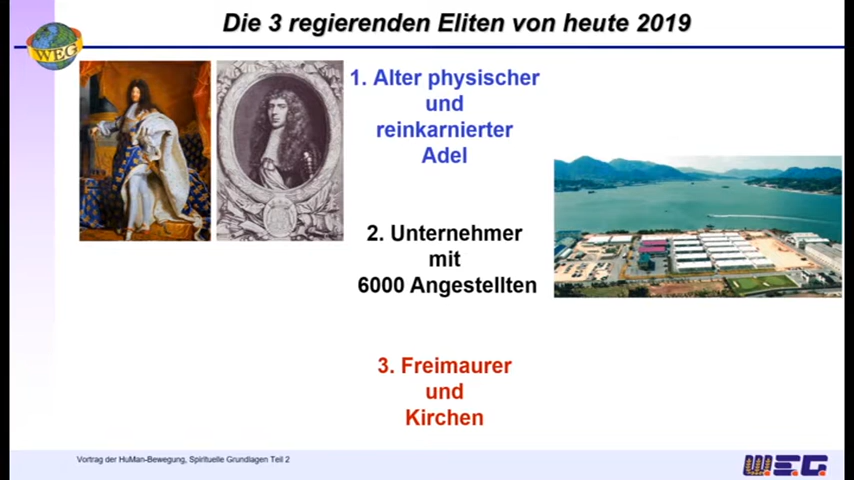 Die 3 regierenden Eliten von heute 2019
WEG
1. Alter physischer
und
reinkarnierter
Adel
2. Unternehmer
mit
6000 Angestellten
3. Freimaurer
und
Kirchen
Vortrag der HuMan-Bewegung, Spirituelle Grundlagen Teil 2
W.E.G.